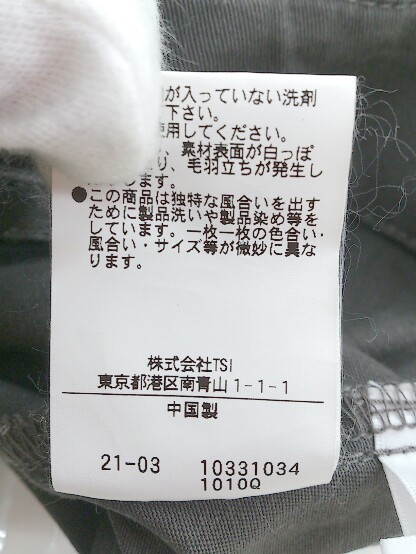 が入っていない洗剤
下さい。
使用してください。
、素材表面が白っぽ
り、毛羽立ちが発生し
ます。
●この商品は独特な風合いを出す
ために製品洗いや製品染め等を
しています。一枚一枚の色合い・
風合い・サイズ等が微妙に異な
ります。
株式会社TSI
東京都港区南青山1-1-1
中国製
21-03 10331034
1010Q